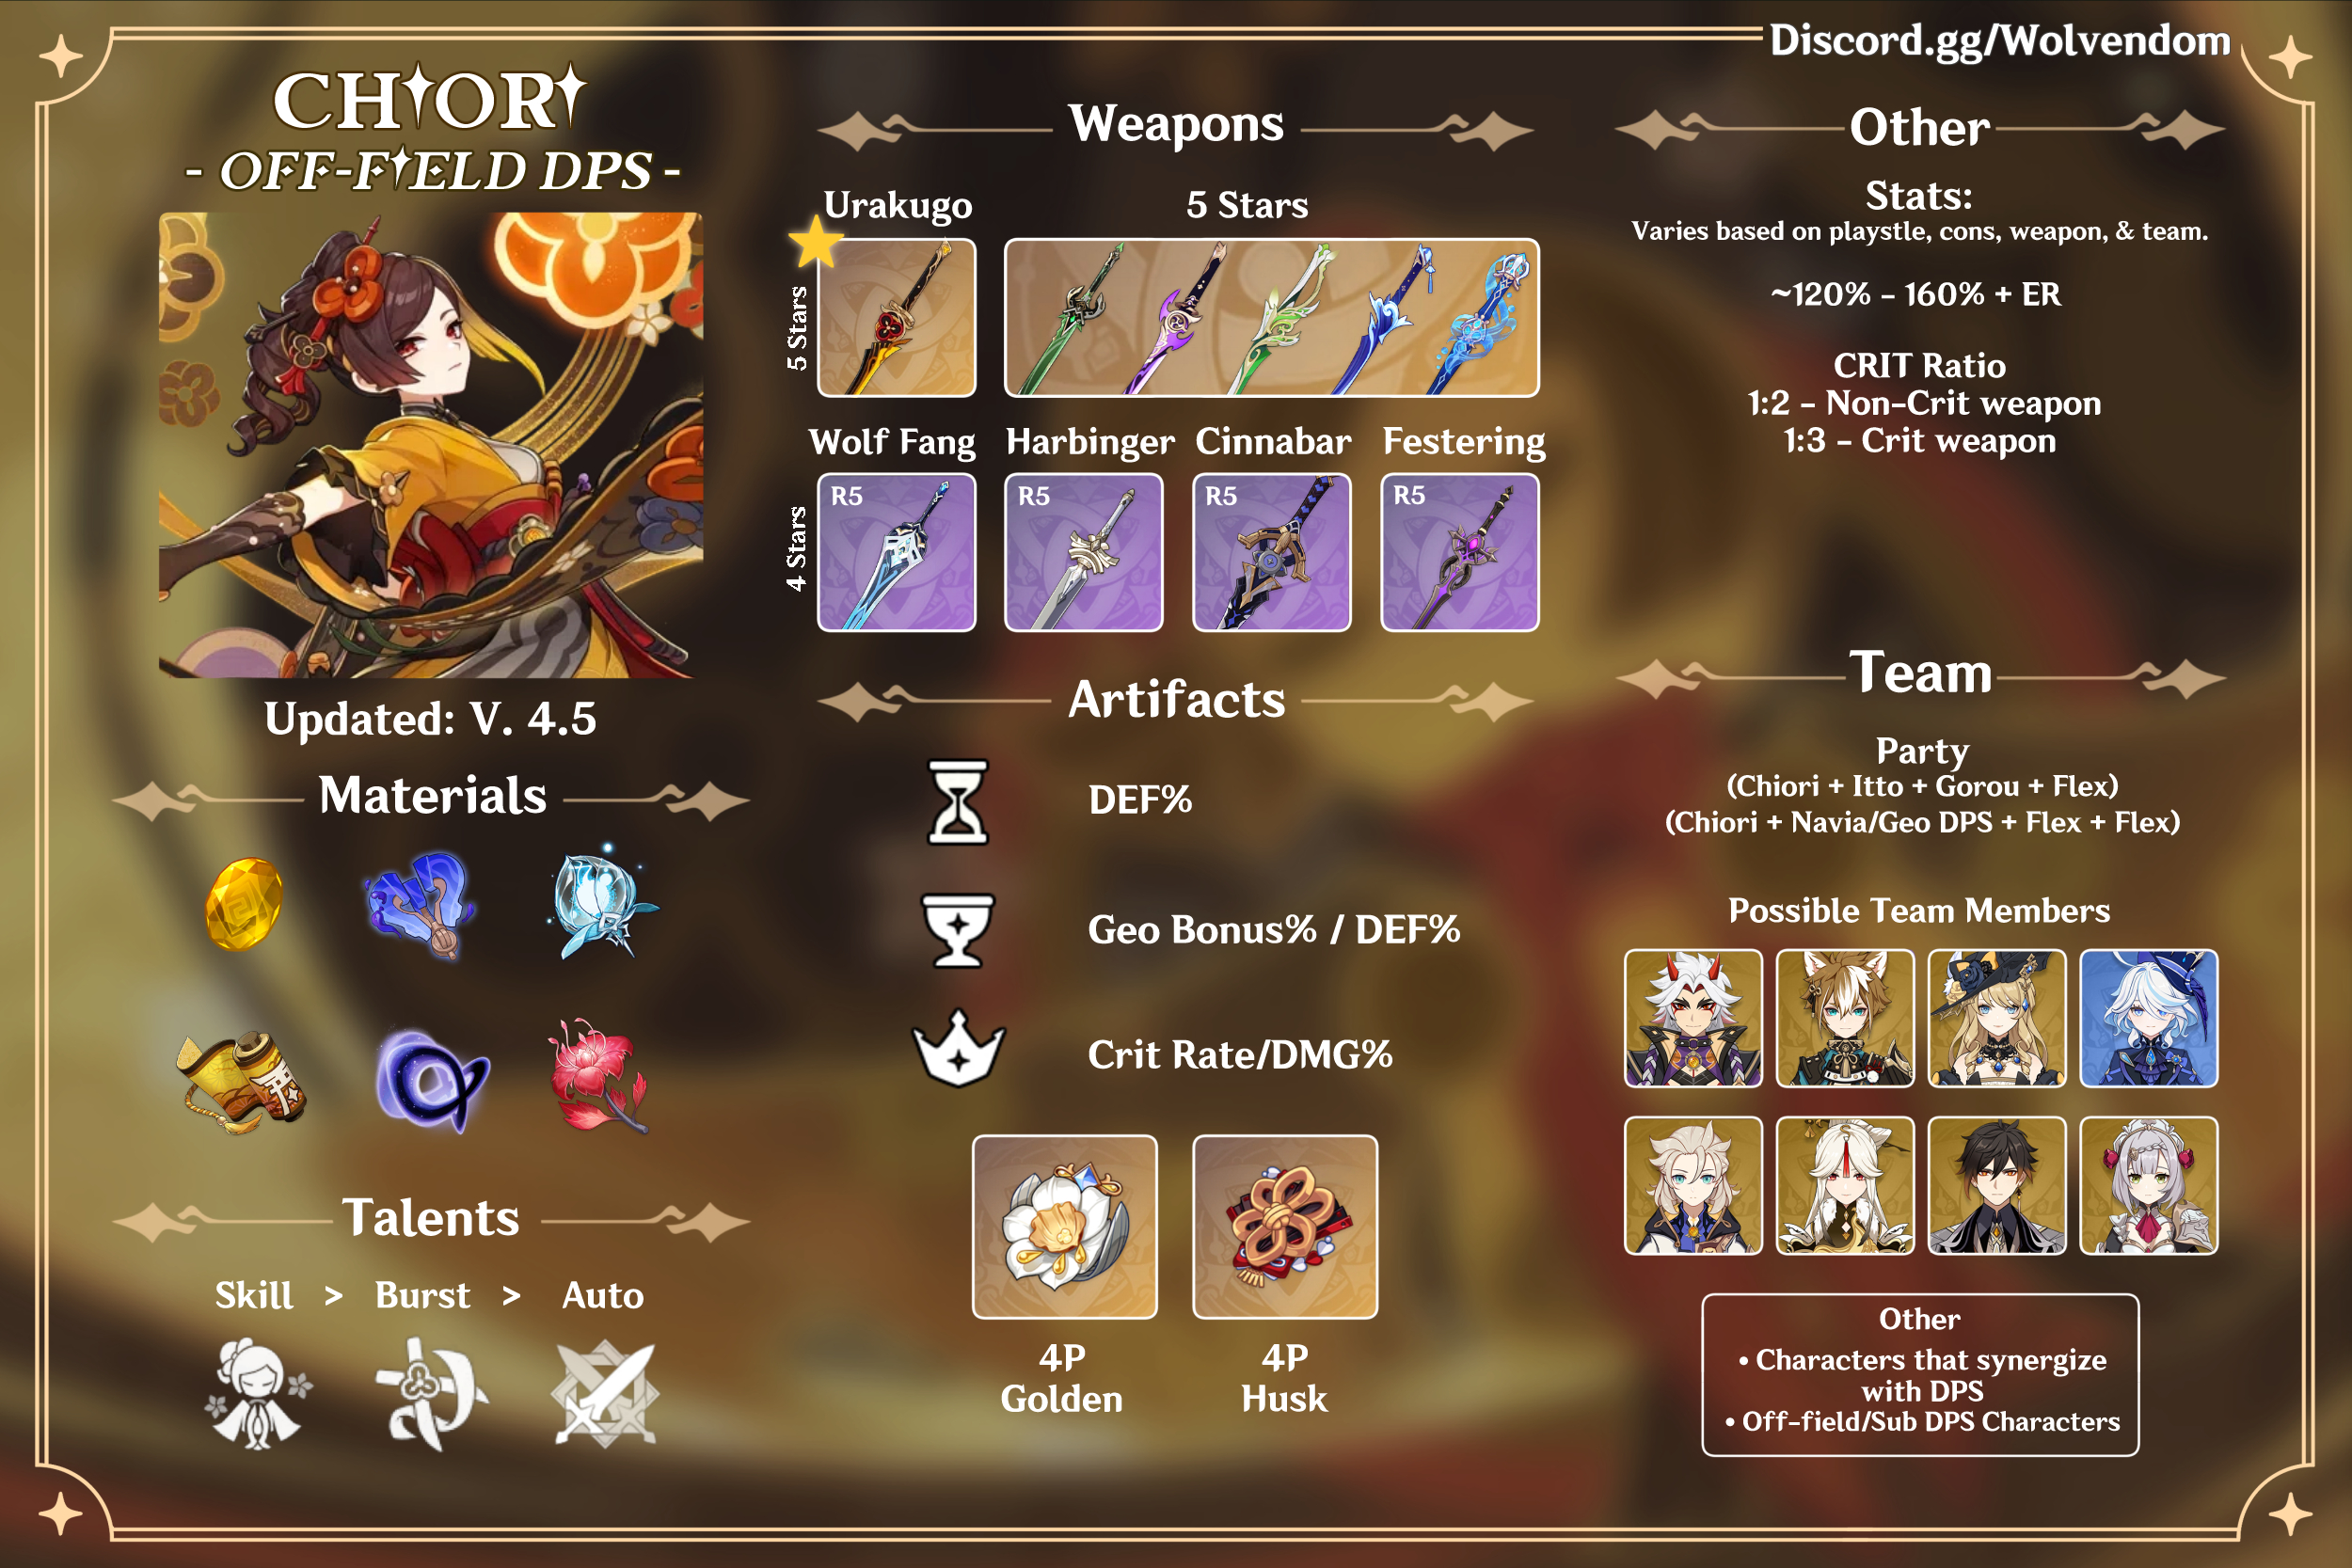 Discord.gg/Wolvendom
CHIORI
- OFF-FIELD DPS -
Updated: V. 4.5
Materials
Talents
Skill > Burst > Auto
Weapons
Urakugo
5 Stars
5 Stars
Wolf Fang
Harbinger
Cinnabar
Festering
4 Stars
R5
R5
R5
R5
Artifacts
DEF%
Geo Bonus% / DEF%
Crit Rate/DMG%
4P
Golden
4P
Husk
Other
Stats:
Varies based on playstle, cons, weapon, & team.
~120% - 160% + ER
CRIT Ratio
1:2 - Non-Crit weapon
1:3 - Crit weapon
Team
Party
(Chiori + Itto + Gorou + Flex)
(Chiori + Navia/Geo DPS + Flex + Flex)
Possible Team Members
Other
• Characters that synergize
with DPS
• Off-field/Sub DPS Characters